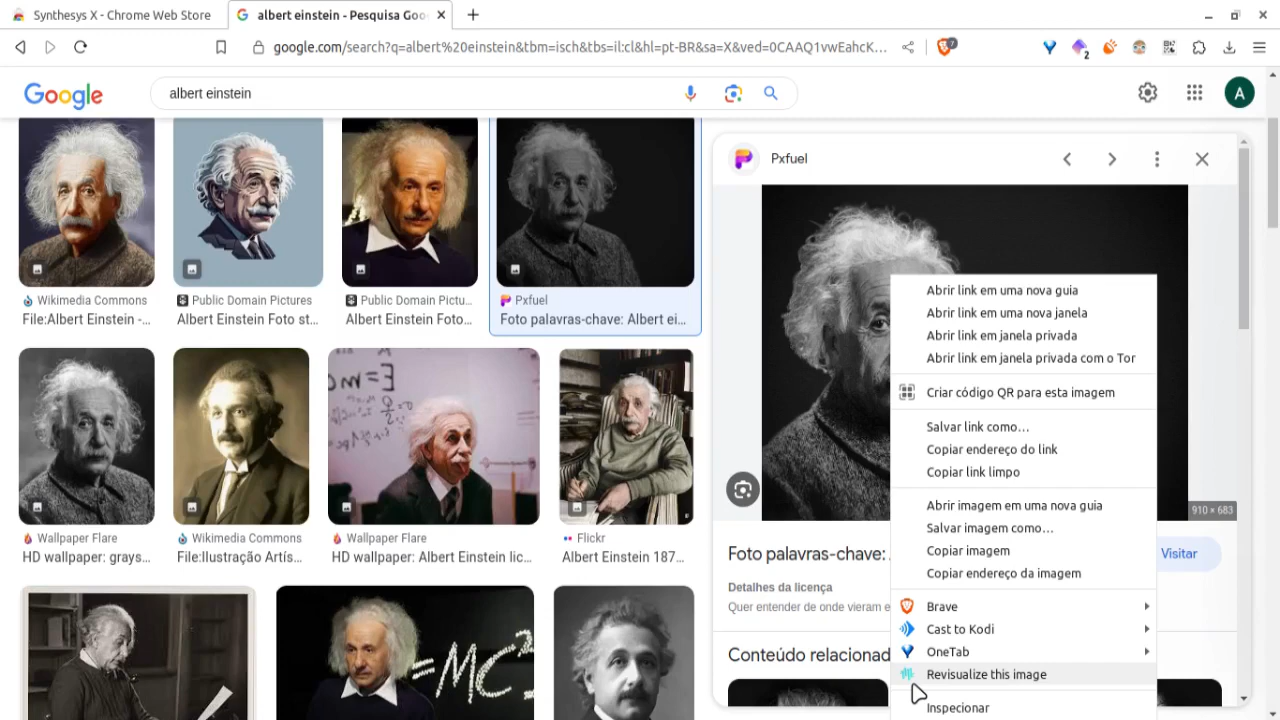 Synthesys X - Chrome Web Store
albert einstein - Pesquisa Goo
google.com/search?q=albert%20einstein&tbm=isch&tbs=il:cl&hl=pt-BR&sa=X&ved=0CAAQ1vwEahcK...
7
2
Google
albert einstein
A
Wikimedia Commons
File:Albert Einstein -...
Public Domain Pictures
Albert Einstein Foto st...
Public Domain Pictu...
Albert Einstein Foto...
Pxfuel
Foto palavras-chave: Albert ei...
E=mc
Wallpaper Flare
HD wallpaper: grays...
Wikimedia Commons
File:Ilustração Artís...
Wallpaper Flare
HD wallpaper: Albert Einstein lic...
Flickr
Albert Einstein 187...
=MC²
Pxfuel
910 × 683
Foto palavras-chave:
Visitar
Detalhes da licença
Quer entender de onde vieram e
Conteúdo relacionad
Abrir link em uma nova guia
Abrir link em uma nova janela
Abrir link em janela privada
Abrir link em janela privada com o Tor
Criar código QR para esta imagem
Salvar link como...
Copiar endereço do link
Copiar link limpo
Abrir imagem em uma nova guia
Salvar imagem como...
Copiar imagem
Copiar endereço da imagem
Brave
Cast to Kodi
OneTab
Revisualize this image
Inspecionar